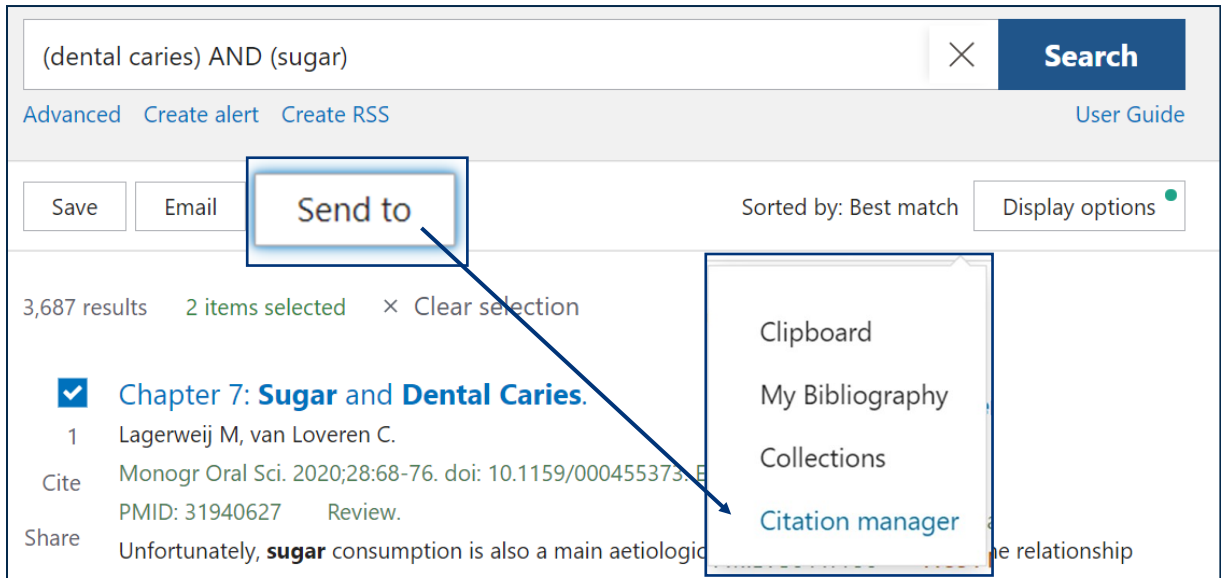 (dental caries) AND (sugar)
Search
Advanced Create alert Create RSS
User Guide
Save
Email
Send to
Sorted by: Best match
Display options
3,687 results 2 items selected × Clear selection
Chapter 7: Sugar and Dental Caries.
1
Lagerweij M, van Loveren C.
Cite
Monogr Oral Sci. 2020;28:68-76. doi: 10.1159/000455373.
PMID: 31940627 Review.
Share
Unfortunately, sugar consumption is also a main relationship
Clipboard
My Bibliography
Collections
Citation manager